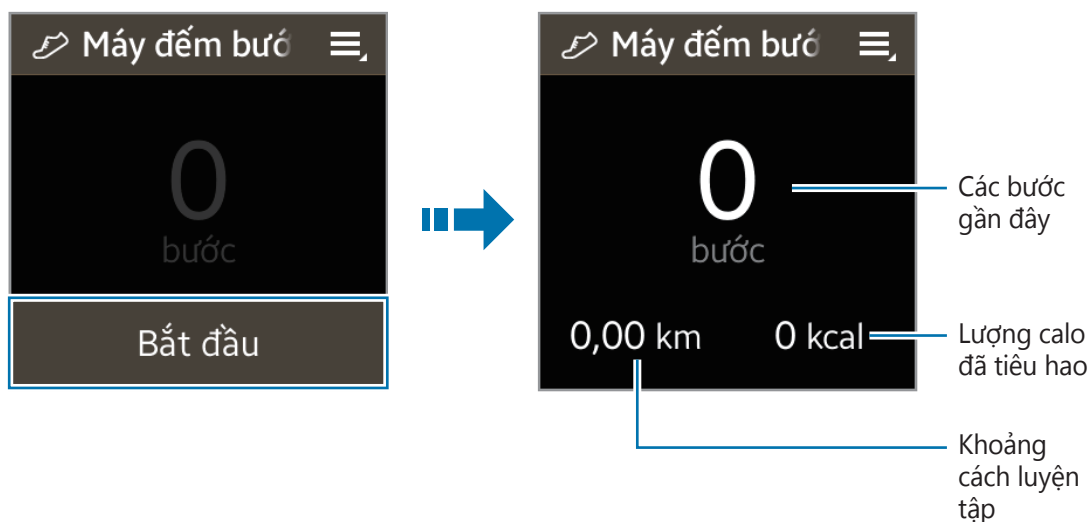 Máy đếm bướ
0
bước
Bắt đầu
Máy đếm bướ
0
bước
0,00 km
0 kcal
Các bước
gần đây
Lượng calo
đã tiêu hao
Khoảng
cách luyện
tập